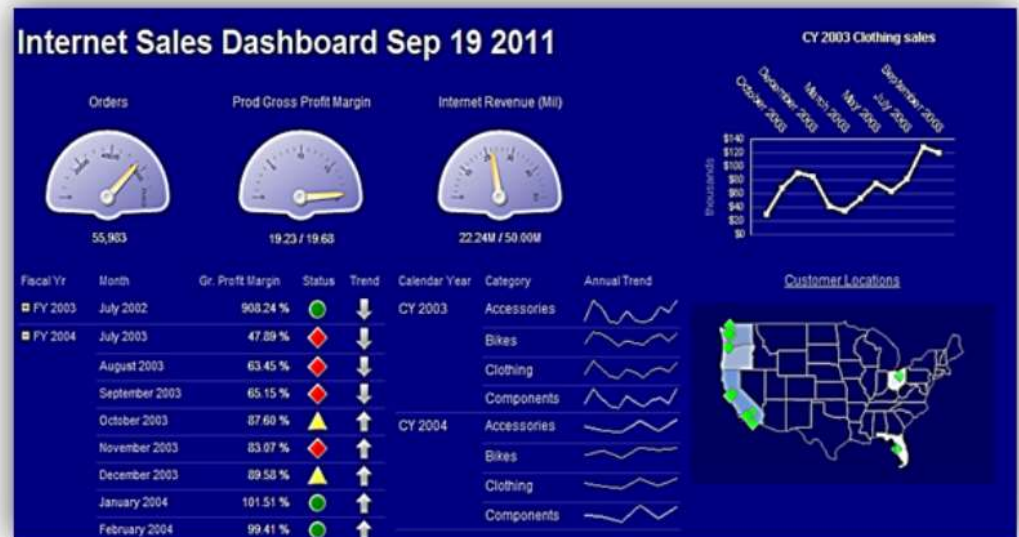 Internet Sales Dashboard Sep 19 2011
Orders
Prod Gross Profit Margin
Internet Revenue (Mil)
55,983
19.23 / 19.68
22.24M / 50.00M
CY 2003 Clothing sales
October 2003
December 2003
March 2003
May 2003
July 2003
September 2003
thousands
$140
$120
$100
$80
$60
$40
$20
$0
Fiscal Yr Month Gr. Profit Margin Status Trend
FY 2003 July 2002 908.24 %
FY 2004 July 2003 47.89 %
August 2003 63.45 %
September 2003 65.15 %
October 2003 87.60 %
November 2003 83.07 %
December 2003 89.58 %
January 2004 101.51 %
February 2004 99.41 %
Calendar Year Category Annual Trend
CY 2003 Accessories
Bikes
Clothing
Components
CY 2004 Accessories
Bikes
Clothing
Components
Customer Locations